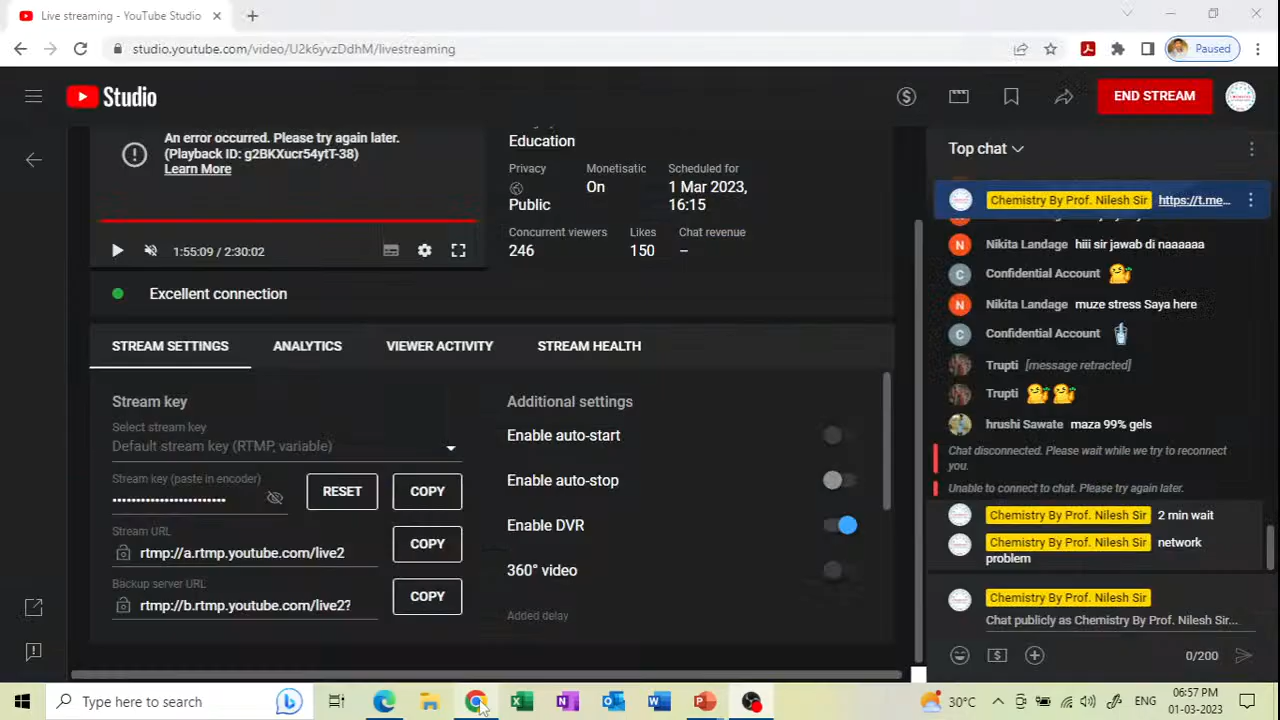 Live streaming - YouTube Studio
studio.youtube.com/video/U2k6yvzDdhM/livestreaming
Paused
Studio
END STREAM
An error occurred. Please try again later.
(Playback ID: g2BKXucr54ytT-38)
Learn More
1:55:09 / 2:30:02
Education
Privacy
Monetisatic
Scheduled for
Public
On
1 Mar 2023,
16:15
Concurrent viewers
Likes
Chat revenue
246
150
–
Excellent connection
STREAM SETTINGS
ANALYTICS
VIEWER ACTIVITY
STREAM HEALTH
Stream key
Select stream key
Default stream key (RTMP, variable)
Stream key (paste in encoder)
RESET
COPY
Stream URL
rtmp://a.rtmp.youtube.com/live2
COPY
Backup server URL
rtmp://b.rtmp.youtube.com/live2?
COPY
Additional settings
Enable auto-start
Enable auto-stop
Enable DVR
360° video
Added delay
Top chat
Chemistry By Prof. Nilesh Sir https://t.me...
Nikita Landage hiii sir jawab di naaaaaa
Confidential Account
Nikita Landage muze stress Saya here
Confidential Account
Trupti [message retracted]
Trupti
hrushi Sawate maza 99% gels
Chat disconnected. Please wait while we try to reconnect
you.
Unable to connect to chat. Please try again later.
Chemistry By Prof. Nilesh Sir 2 min wait
Chemistry By Prof. Nilesh Sir network
problem
Chemistry By Prof. Nilesh Sir
Chat publicly as Chemistry By Prof. Nilesh Sir...
0/200
Type here to search
30°C
ENG
06:57 PM
01-03-2023